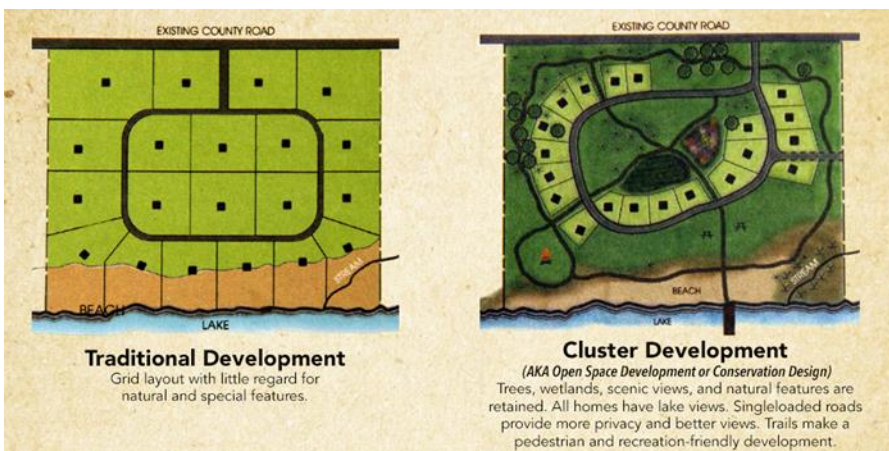 EXISTING COUNTY ROAD
STREAM
BEACH
LAKE
Traditional Development
Grid layout with little regard for
natural and special features.
EXISTING COUNTY ROAD
STREAM
BEACH
LAKE
Cluster Development
(AKA Open Space Development or Conservation Design)
Trees, wetlands, scenic views, and natural features are
retained. All homes have lake views. Singleloaded roads
provide more privacy and better views. Trails make a
pedestrian and recreation-friendly development.